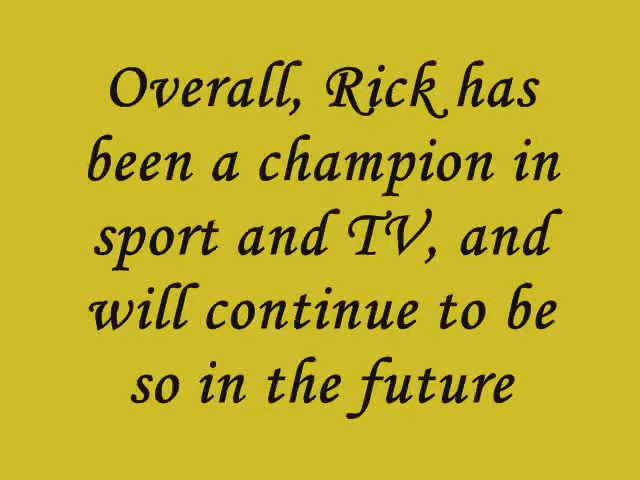 Overall, Rick has
been a champion in
sport and TV, and
will continue to be
so in the future